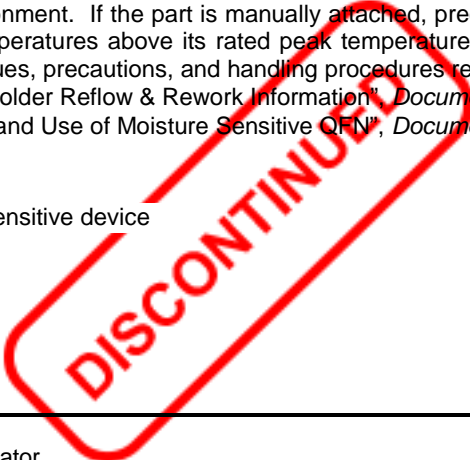 onment. If the part is manually attached, pre
peratures above its rated peak temperature
ues, precautions, and handling procedures re
older Reflow & Rework Information", Docum
and Use of Moisture Sensitive QFN", Docum
ensitive device
DISCONTINUED
ator